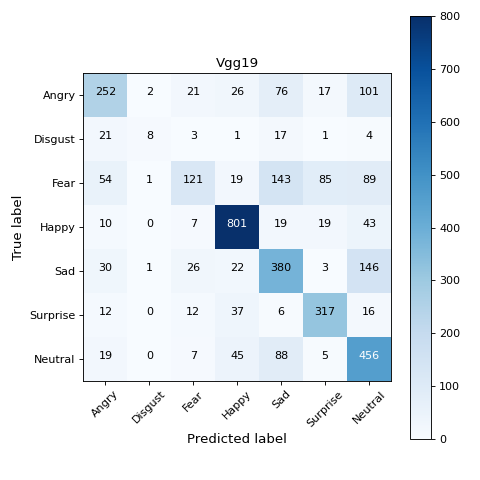 Vgg19
True label
Angry 252 2 21 26 76 17 101
Disgust 21 8 3 1 17 1 4
Fear 54 1 121 19 143 85 89
Happy 10 0 7 801 19 19 43
Sad 30 1 26 22 380 3 146
Surprise 12 0 12 37 6 317 16
Neutral 19 0 7 45 88 5 456
Angry Disgust Fear Happy Sad Surprise Neutral
Predicted label
800
700
600
500
400
300
200
100
0